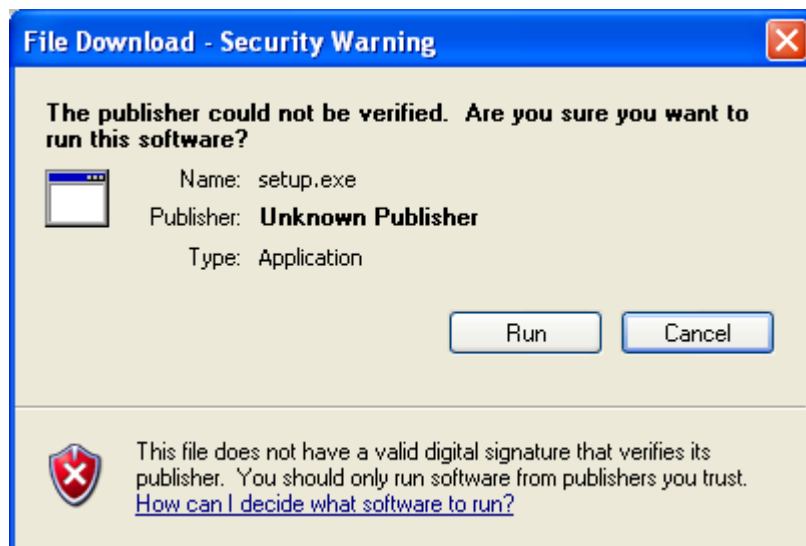 File Download - Security Warning
The publisher could not be verified.  Are you sure you want to
run this software?
Name: setup.exe
Publisher: Unknown Publisher
Type: Application
Run Cancel
This file does not have a valid digital signature that verifies its
publisher.  You should only run software from publishers you trust.
How can I decide what software to run?